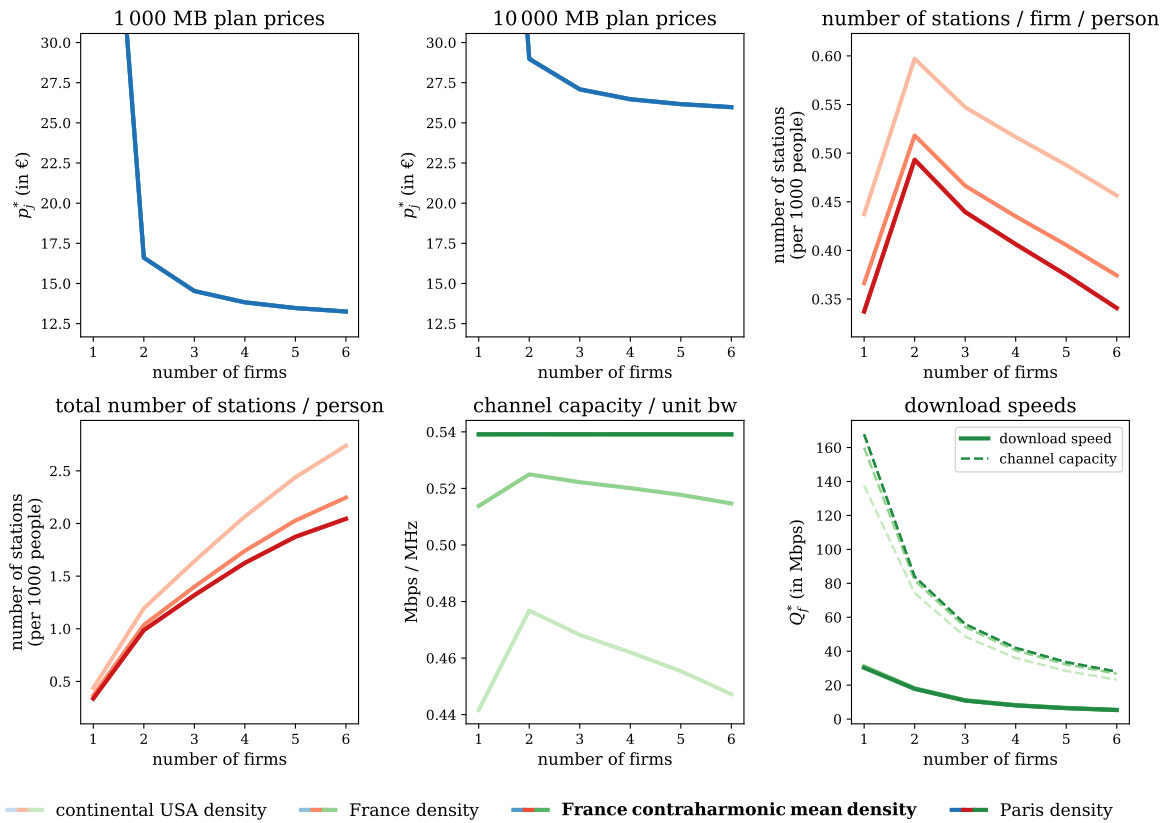 1 000 MB plan prices
30.0
27.5
25.0
22.5
20.0
17.5
15.0
12.5
p_j^* (in €)
1 2 3 4 5 6
number of firms
10 000 MB plan prices
30.0
27.5
25.0
22.5
20.0
17.5
15.0
12.5
p_j^* (in €)
1 2 3 4 5 6
number of firms
number of stations / firm / person
0.60
0.55
0.50
0.45
0.40
0.35
number of stations
(per 1000 people)
1 2 3 4 5 6
number of firms
total number of stations / person
2.5
2.0
1.5
1.0
0.5
number of stations
(per 1000 people)
1 2 3 4 5 6
number of firms
channel capacity / unit bw
0.54
0.52
0.50
0.48
0.46
0.44
Mbps / MHz
1 2 3 4 5 6
number of firms
download speeds
download speed
channel capacity
160
140
120
100
80
60
40
20
0
Q_f^* (in Mbps)
1 2 3 4 5 6
number of firms
continental USA density France density France contraharmonic mean density Paris density